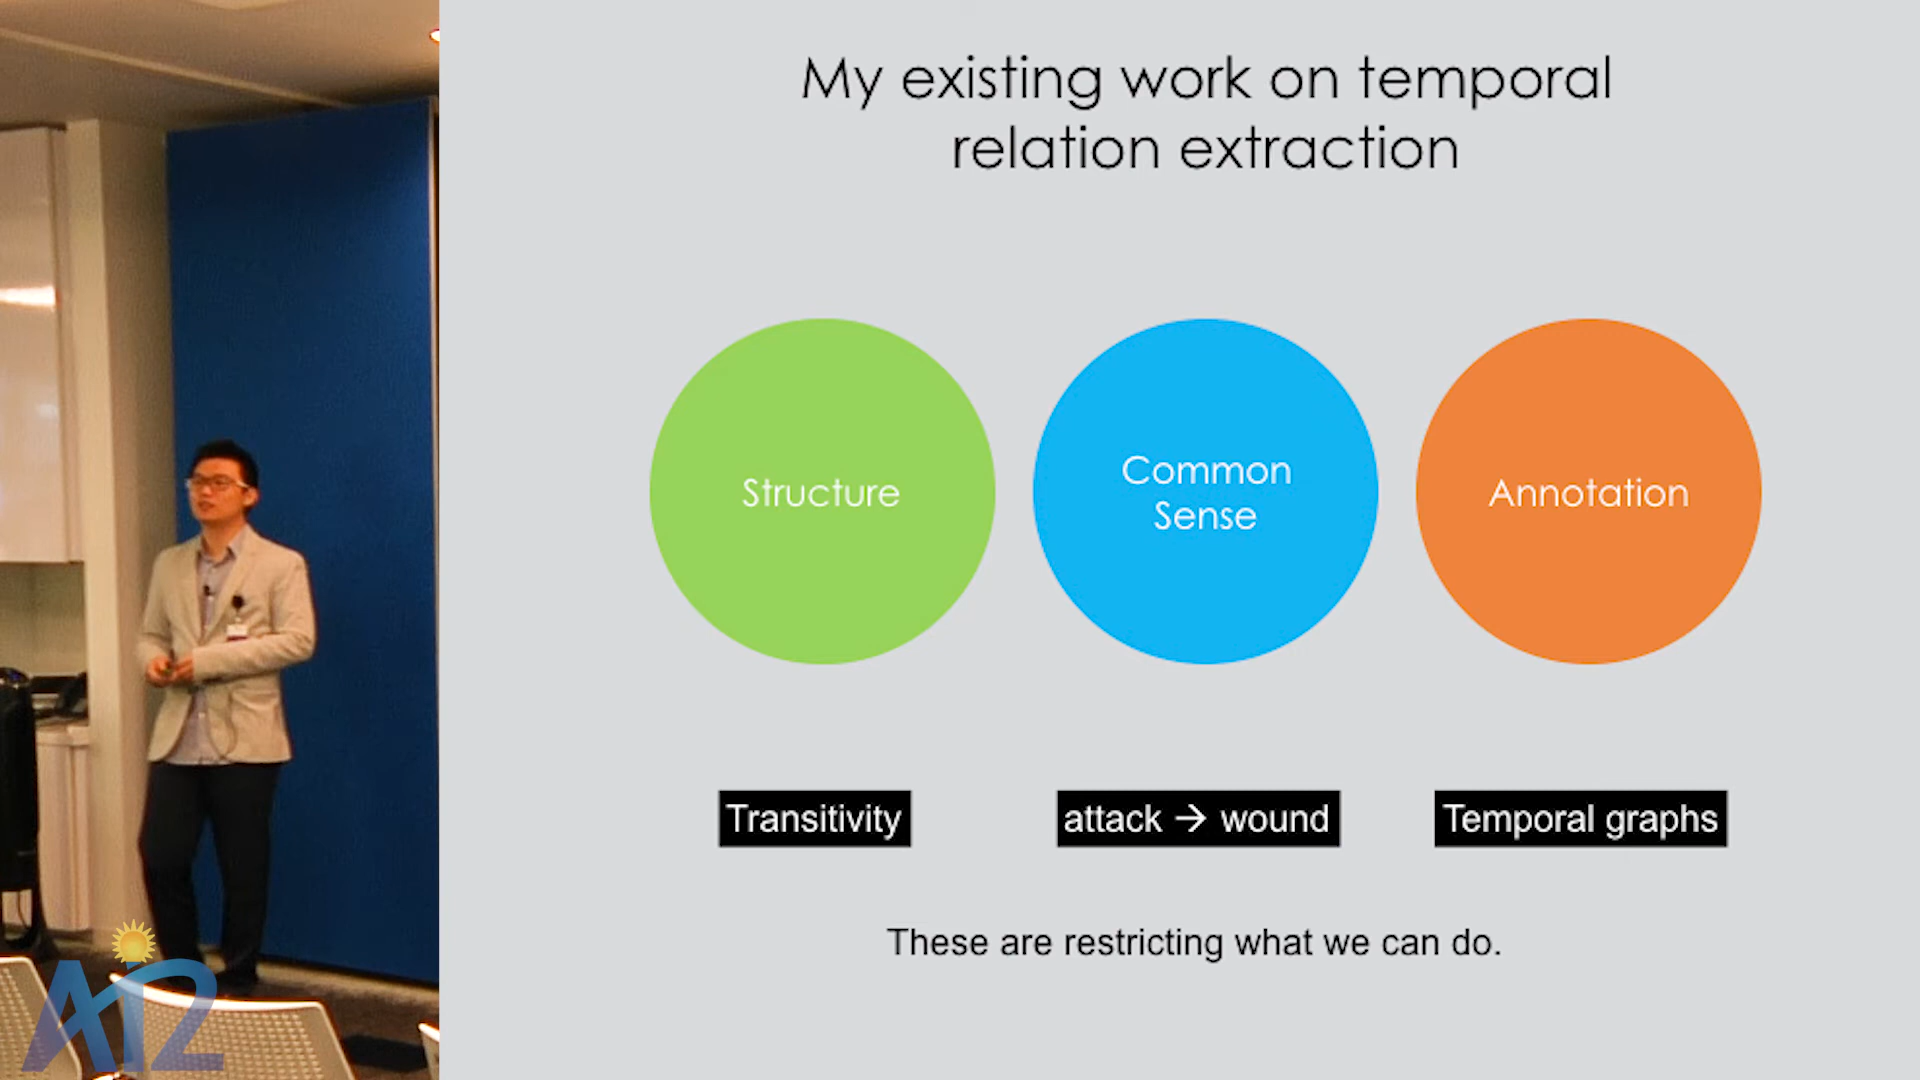 My existing work on temporal
relation extraction
Structure
Common
Sense
Annotation
Transitivity
attack → wound
Temporal graphs
These are restricting what we can do.
AI2